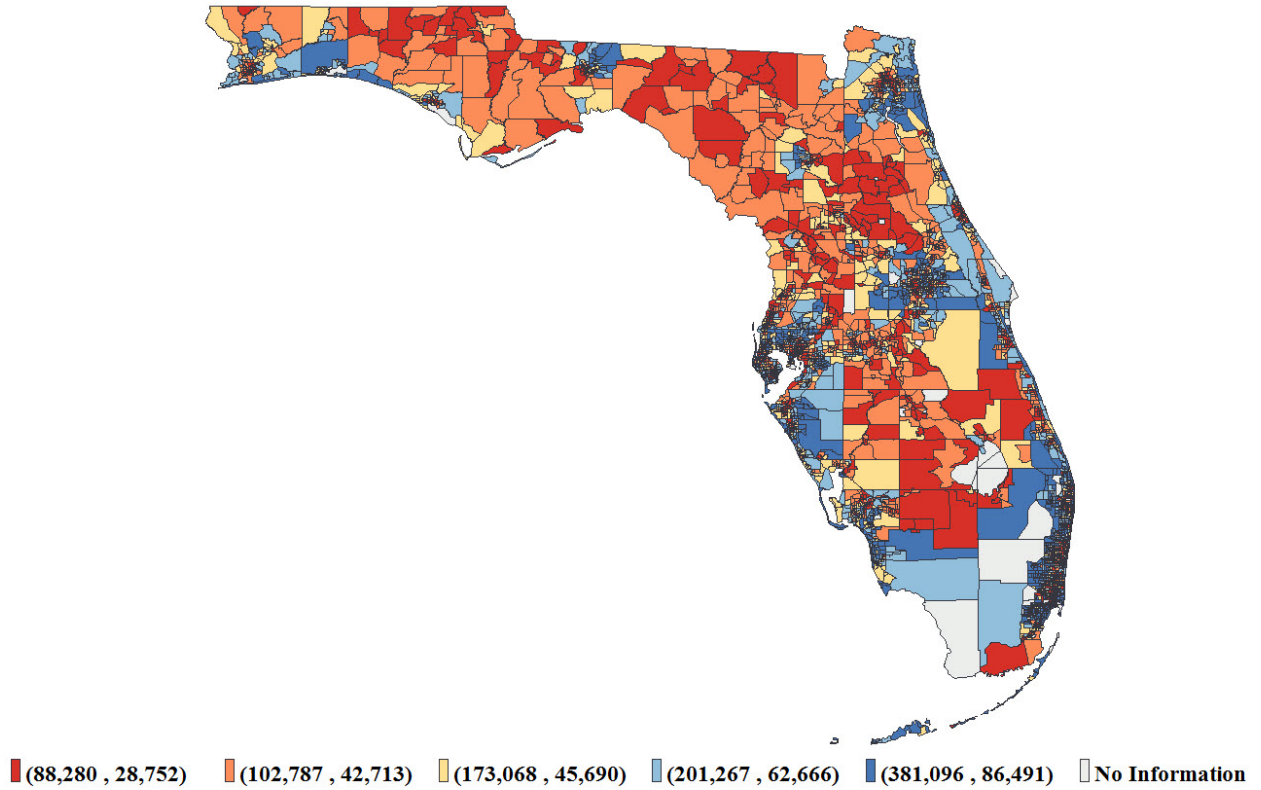 (88,280 , 28,752) (102,787 , 42,713) (173,068 , 45,690) (201,267 , 62,666) (381,096 , 86,491) No Information